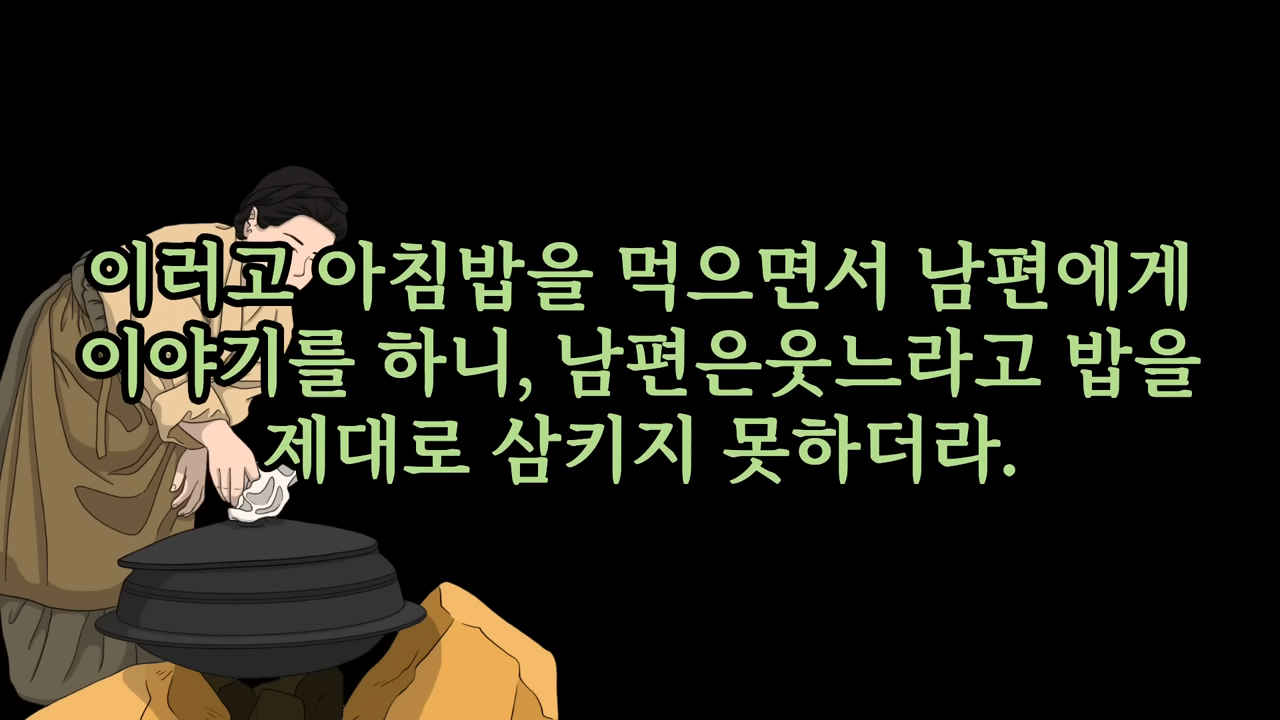 이러고 아침밥을 먹으면서 남편에게
이야기를 하니, 남편은웃느라고 밥을
제대로 삼키지 못하더라.